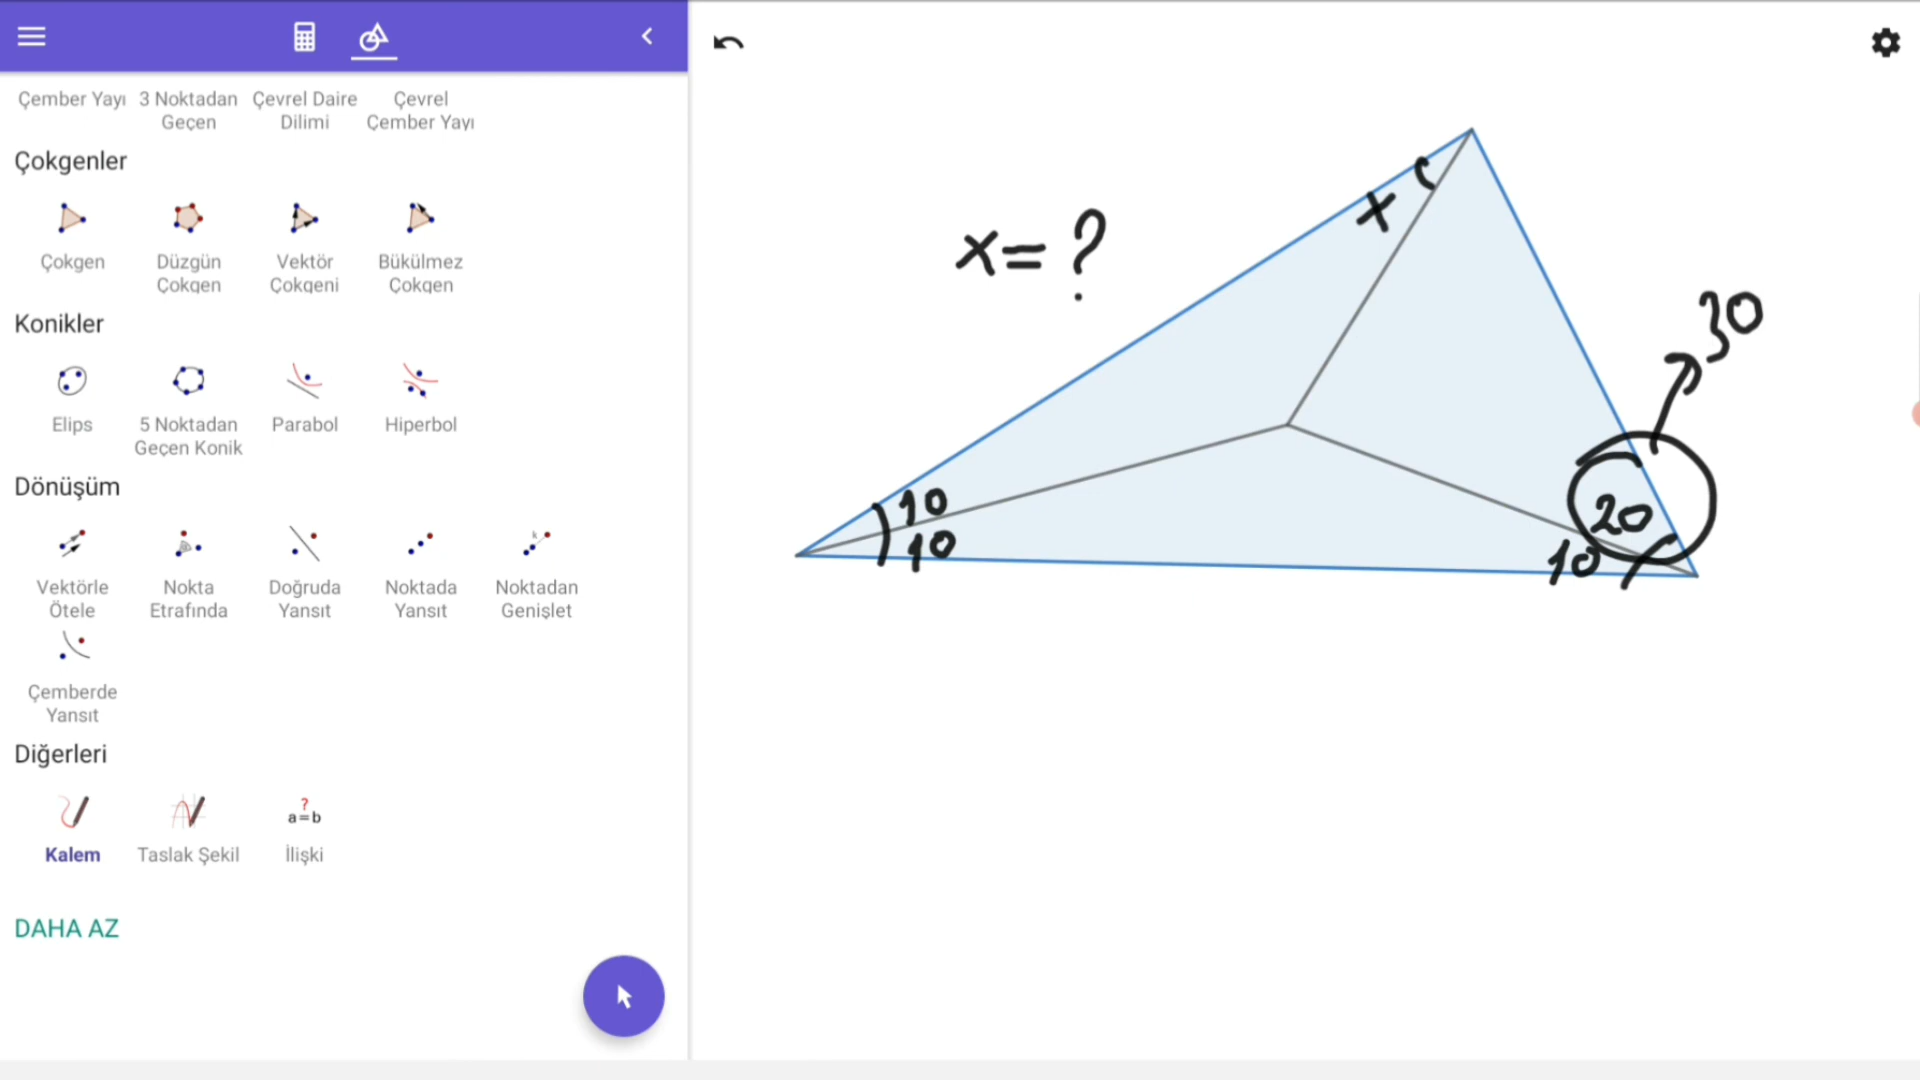 Çember Yayı 3 Noktadan Geçen Çevrel Daire Dilimi Çevrel Çember Yayı
Çokgenler
Çokgen Düzgün Çokgen Vektör Çokgeni Bükülmez Çokgen
Konikler
Elips 5 Noktadan Geçen Konik Parabol Hiperbol
Dönüşüm
k
Vektörle Ötele Nokta Etrafında Doğruda Yansıt Noktada Yansıt Noktadan Genişlet
Çemberde Yansıt
Diğerleri
?
a=b
Kalem Taslak Şekil İlişki
DAHA AZ
x
x=?
30
10
10
20
10